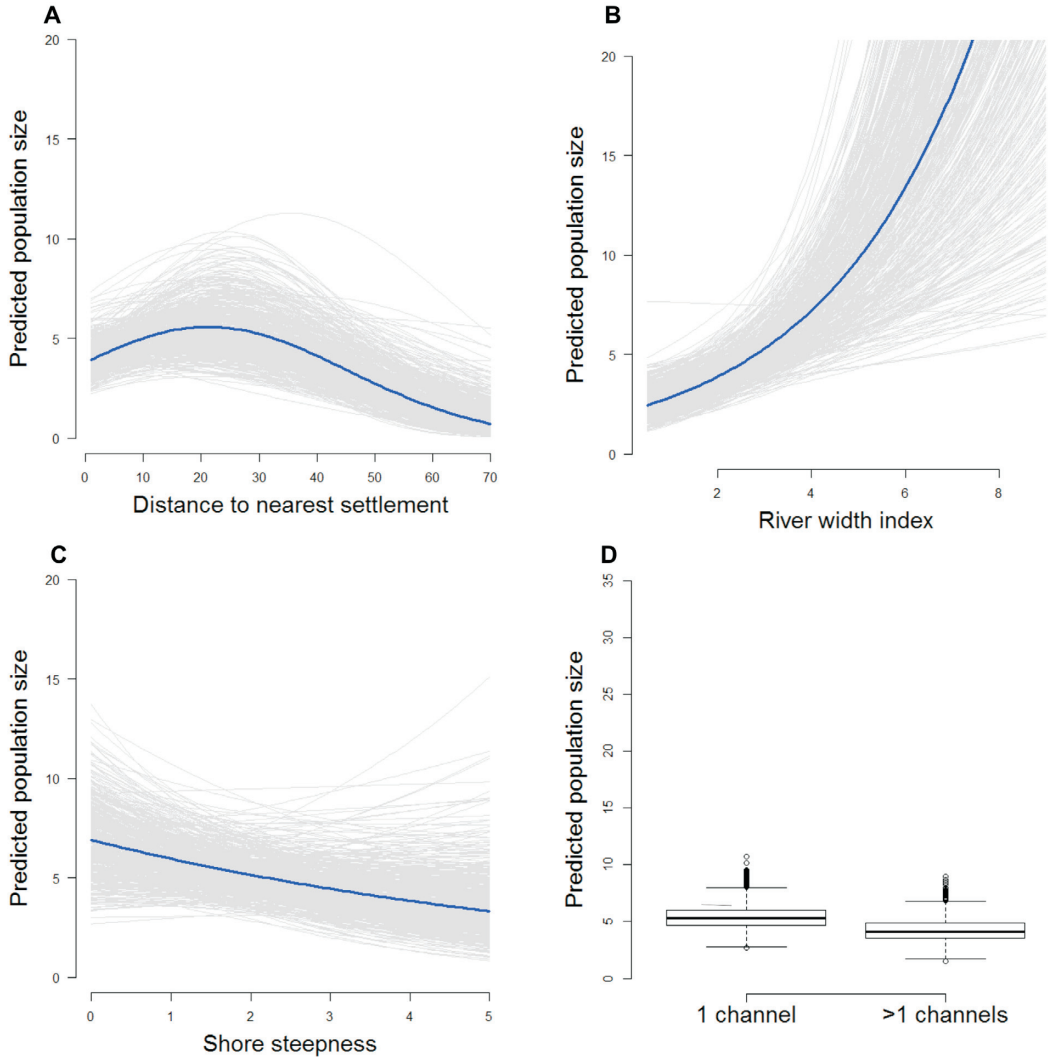 A
20
15
10
5
0
Predicted population size
0 10 20 30 40 50 60 70
Distance to nearest settlement
B
20
15
10
5
0
Predicted population size
2 4 6 8
River width index
C
20
15
10
5
0
Predicted population size
0 1 2 3 4 5
Shore steepness
D
35
30
25
20
15
10
5
0
Predicted population size
1 channel >1 channels